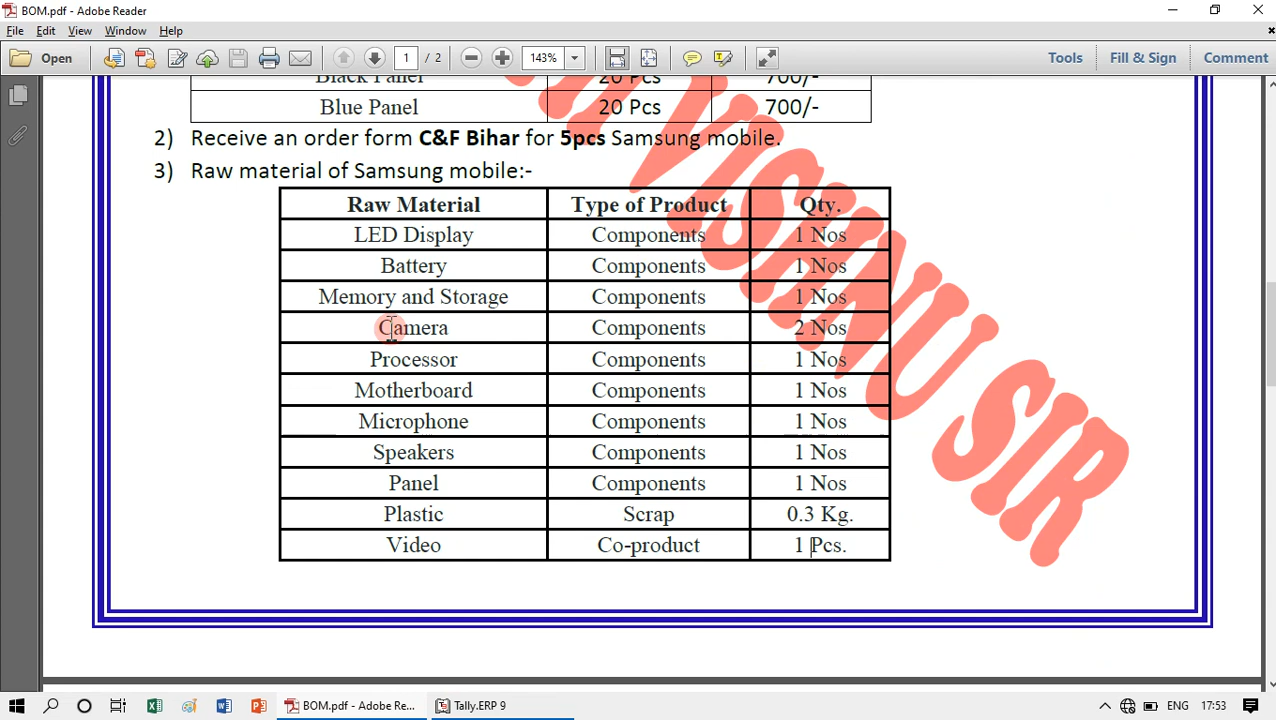 BOM.pdf - Adobe Reader
File Edit View Window Help
Open 1 / 2 143% Tools Fill & Sign Comment
Black Panel 20 Pcs 700/-
Blue Panel 20 Pcs 700/-
2) Receive an order form C&F Bihar for 5pcs Samsung mobile.
3) Raw material of Samsung mobile:-
Raw Material Type of Product Qty.
LED Display Components 1 Nos
Battery Components 1 Nos
Memory and Storage Components 1 Nos
Camera Components 2 Nos
Processor Components 1 Nos
Motherboard Components 1 Nos
Microphone Components 1 Nos
Speakers Components 1 Nos
Panel Components 1 Nos
Plastic Scrap 0.3 Kg.
Video Co-product 1 Pcs.
VISHNU SIR
BOM.pdf - Adobe Re... Tally.ERP 9 ENG 17:53